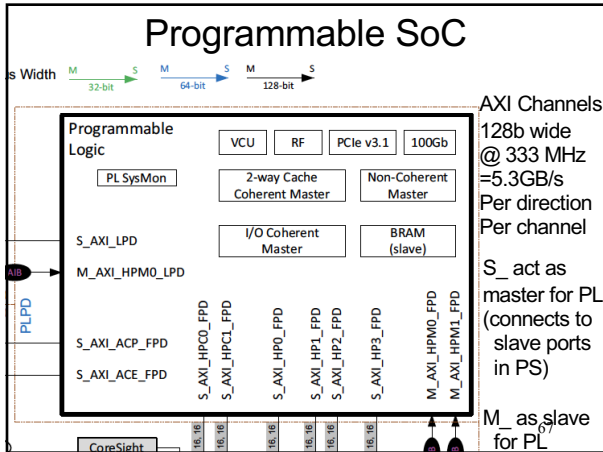 Programmable SoC
s Width
M S
32-bit
M S
64-bit
M S
128-bit
Programmable
Logic
VCU
RF
PCIe v3.1
100Gb
PL SysMon
2-way Cache
Coherent Master
Non-Coherent
Master
I/O Coherent
Master
BRAM
(slave)
S_AXI_LPD
AIB
M_AXI_HPM0_LPD
PLPD
S_AXI_ACP_FPD
S_AXI_ACE_FPD
S_AXI_HPC0_FPD
S_AXI_HPC1_FPD
S_AXI_HP0_FPD
S_AXI_HP1_FPD
S_AXI_HP2_FPD
S_AXI_HP3_FPD
M_AXI_HPM0_FPD
M_AXI_HPM1_FPD
16, 16
16, 16
16, 16
16, 16
16, 16
16, 16
CoreSight
AXI Channels
128b wide
@ 333 MHz
=5.3GB/s
Per direction
Per channel
S_ act as
master for PL
(connects to
slave ports
in PS)
M_ as slave
for PL
67